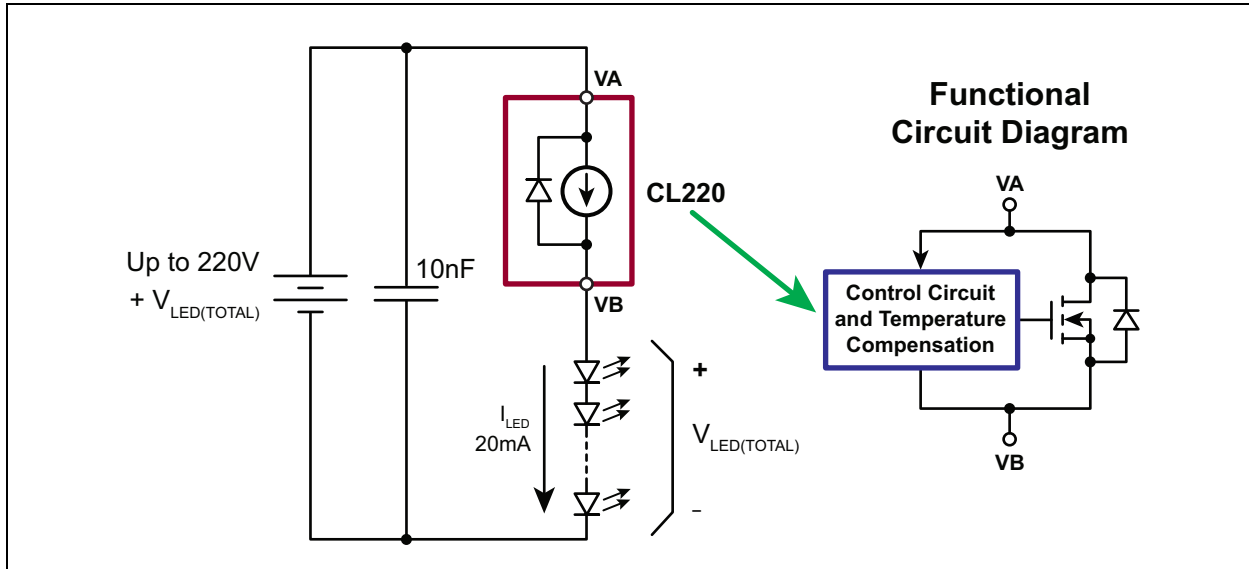 Up to 220V
+ VLED(TOTAL)
10nF
VA
CL220
VB
ILED
20mA
+
VLED(TOTAL)
–
Functional
Circuit Diagram
VA
Control Circuit
and Temperature
Compensation
VB